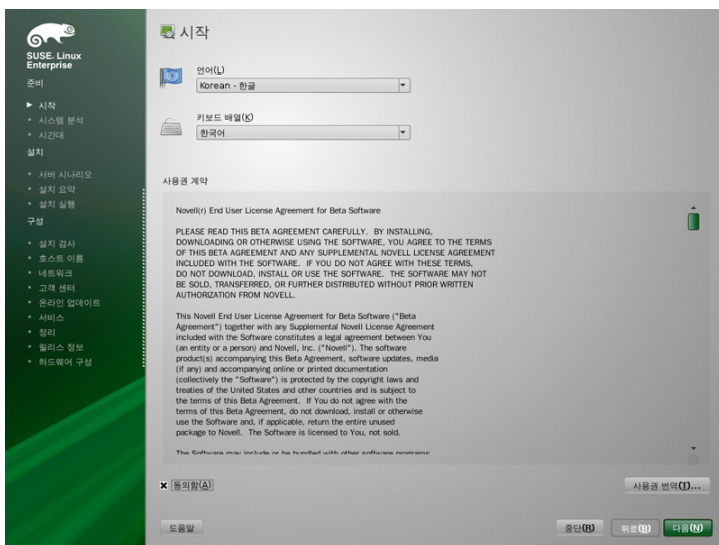 SUSE. Linux
Enterprise
준비
시작
시스템 분석
시간대
설치
서버 시나리오
설치 요약
설치 실행
구성
설치 검사
호스트 이름
네트워크
고객 센터
온라인 업데이트
서비스
정리
릴리스 정보
하드웨어 구성
시작
언어(L)
Korean - 한글
키보드 배열(K)
한국어
사용권 계약
Novell(r) End User License Agreement for Beta Software
PLEASE READ THIS BETA AGREEMENT CAREFULLY. BY INSTALLING,
DOWNLOADING OR OTHERWISE USING THE SOFTWARE, YOU AGREE TO THE TERMS
OF THIS BETA AGREEMENT AND ANY SUPPLEMENTAL NOVELL LICENSE AGREEMENT
INCLUDED WITH THE SOFTWARE. IF YOU DO NOT AGREE WITH THESE TERMS,
DO NOT DOWNLOAD, INSTALL OR USE THE SOFTWARE. THE SOFTWARE MAY NOT
BE SOLD, TRANSFERRED, OR FURTHER DISTRIBUTED WITHOUT PRIOR WRITTEN
AUTHORIZATION FROM NOVELL.
This Novell End User License Agreement for Beta Software ("Beta
Agreement") together with any Supplemental Novell License Agreement
included with the Software constitutes a legal agreement between You
(an entity or a person) and Novell, Inc. ("Novell"). The software
product(s) accompanying this Beta Agreement, software updates, media
(if any) and accompanying online or printed documentation
(collectively the "Software") is protected by the copyright laws and
treaties of the United States and other countries and is subject to
the terms of this Beta Agreement. If You do not agree with the
terms of this Beta Agreement, do not download, install or otherwise
use the Software and, if applicable, return the entire unused
package to Novell. The Software is licensed to You, not sold.
The Software may include or be bundled with other software programs
동의함(A)
사용권 번역(T)...
도움말
중단(R)
뒤로(B)
다음(N)